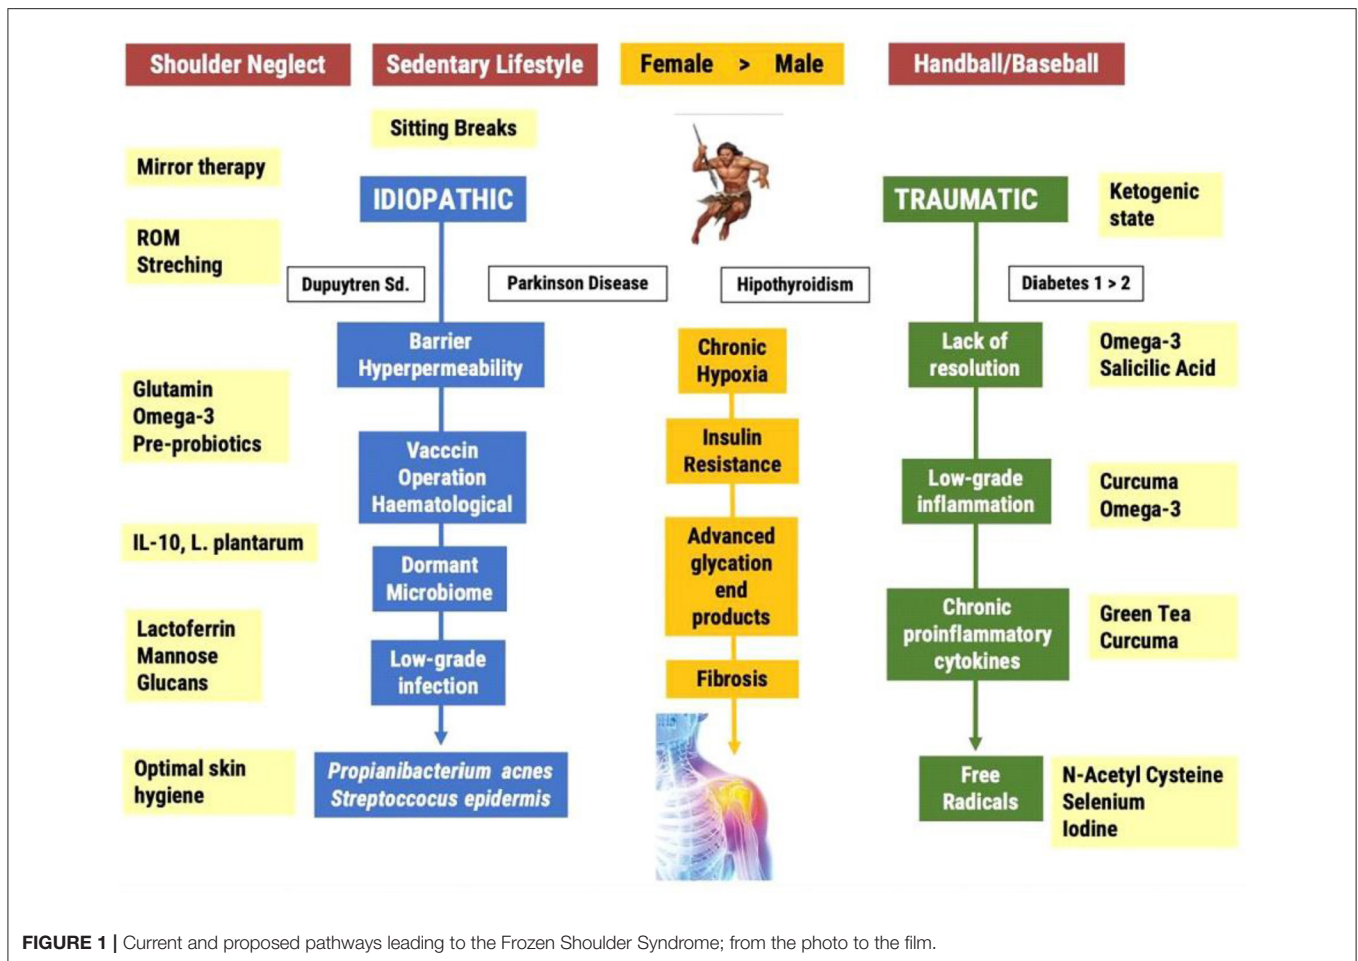 Shoulder Neglect
Sedentary Lifestyle
Female > Male
Handball/Baseball
Sitting Breaks
Mirror therapy
IDIOPATHIC
TRAUMATIC
Ketogenic
state
ROM
Streching
Dupuytren Sd.
Parkinson Disease
Hipothyroidism
Diabetes 1 > 2
Barrier
Hyperpermeability
Chronic
Hypoxia
Lack of
resolution
Omega-3
Salicilic Acid
Glutamin
Omega-3
Pre-probiotics
Vacccin
Operation
Haematological
Insulin
Resistance
Low-grade
inflammation
Curcuma
Omega-3
IL-10, L. plantarum
Dormant
Microbiome
Advanced
glycation
end
products
Chronic
proinflammatory
cytokines
Green Tea
Curcuma
Lactoferrin
Mannose
Glucans
Low-grade
infection
Fibrosis
Optimal skin
hygiene
Propianibacterium acnes
Streptoccocus epidermis
Free
Radicals
N-Acetyl Cysteine
Selenium
Iodine
FIGURE 1 | Current and proposed pathways leading to the Frozen Shoulder Syndrome; from the photo to the film.